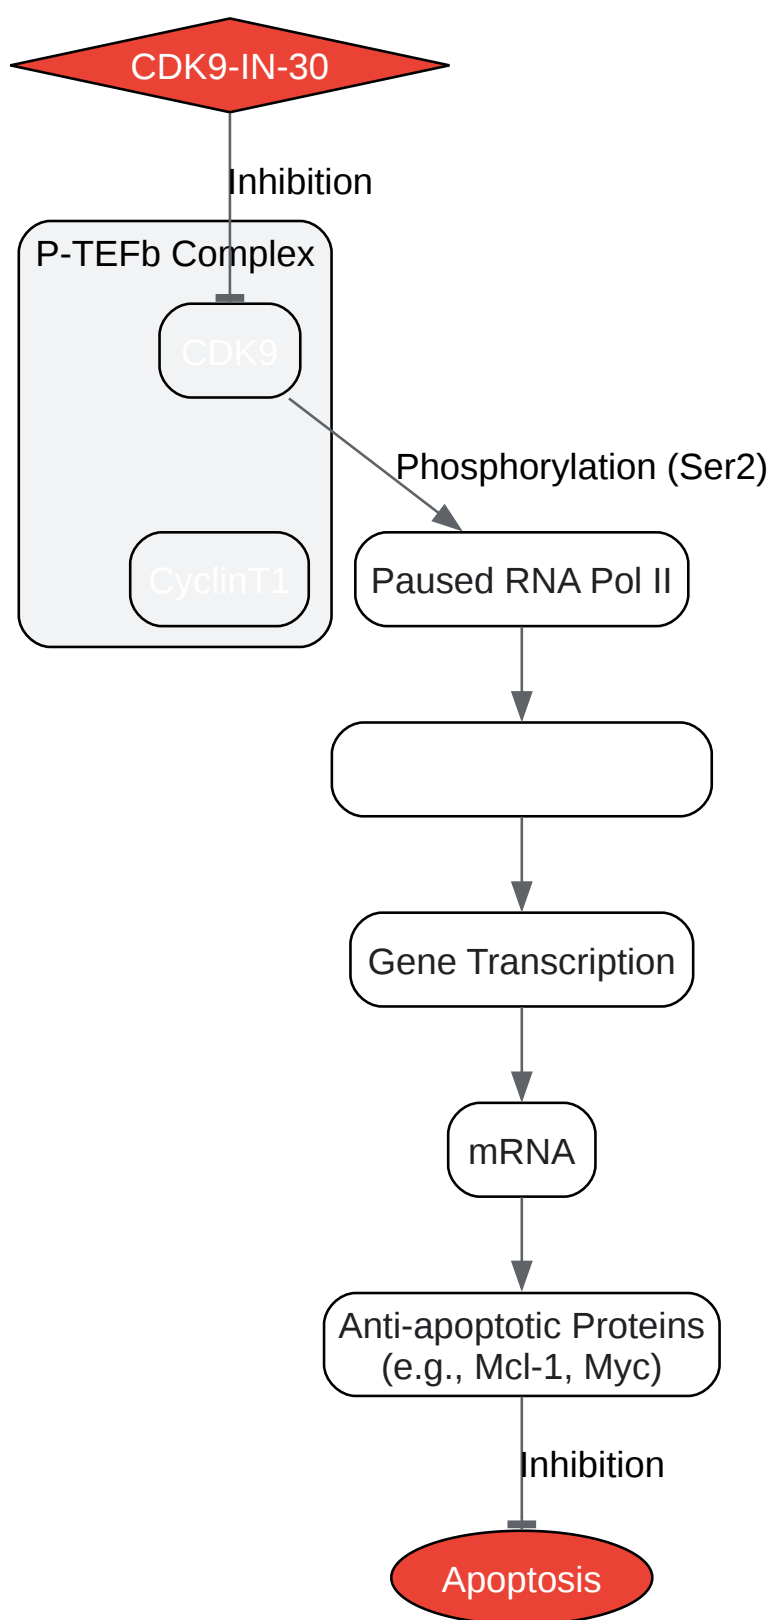 CDK9-IN-30
Inhibition
P-TEFb Complex
CDK9
Phosphorylation (Ser2)
CyclinT1
Paused RNA Pol II
Gene Transcription
mRNA
Anti-apoptotic Proteins
(e.g., Mcl-1, Myc)
Inhibition
Apoptosis